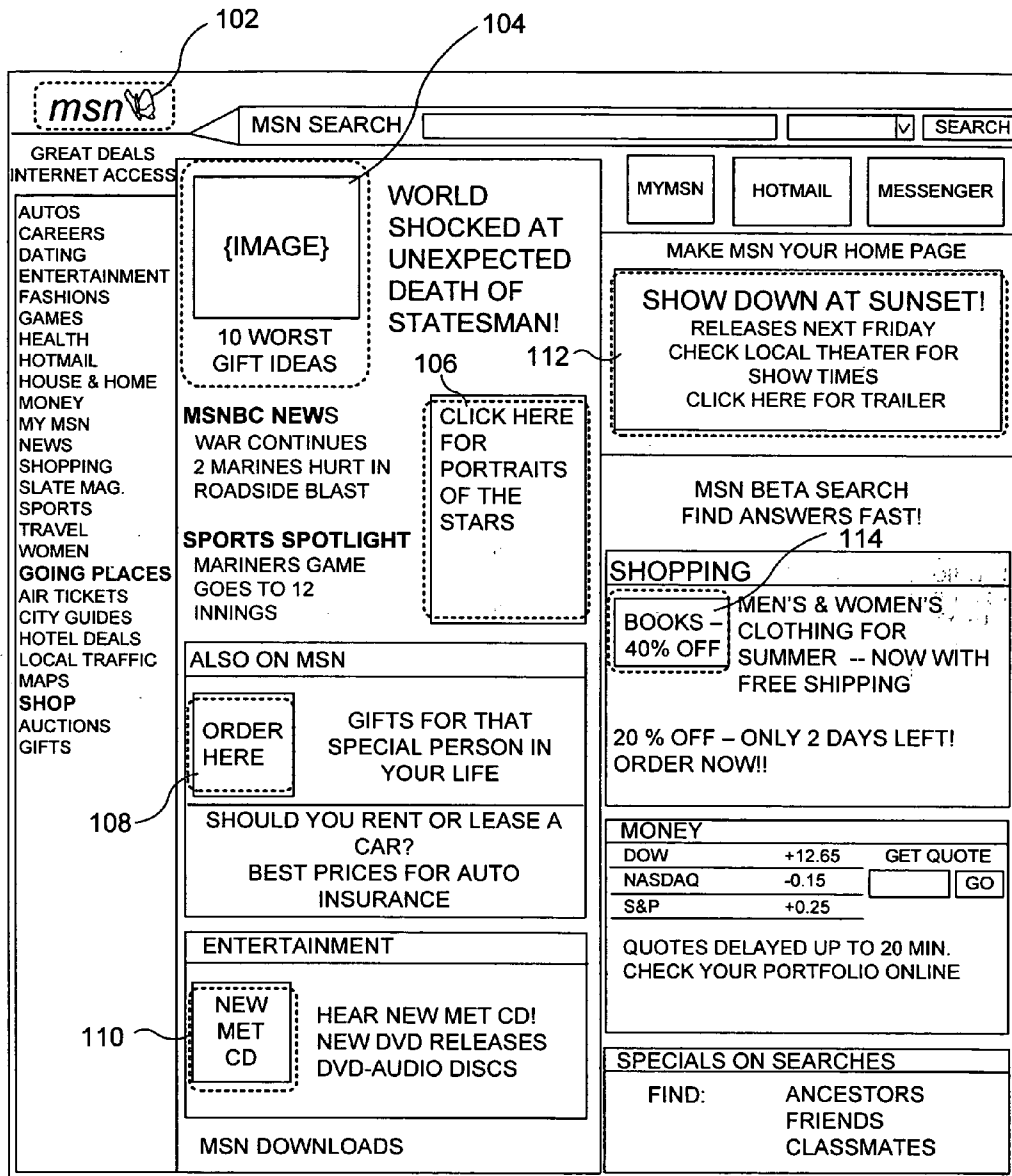 102
104
msn
MSN SEARCH
SEARCH
GREAT DEALS
INTERNET ACCESS
AUTOS
CAREERS
DATING
ENTERTAINMENT
FASHIONS
GAMES
HEALTH
HOTMAIL
HOUSE & HOME
MONEY
MY MSN
NEWS
SHOPPING
SLATE MAG.
SPORTS
TRAVEL
WOMEN
GOING PLACES
AIR TICKETS
CITY GUIDES
HOTEL DEALS
LOCAL TRAFFIC
MAPS
SHOP
AUCTIONS
GIFTS
{IMAGE}
10 WORST
GIFT IDEAS
WORLD
SHOCKED AT
UNEXPECTED
DEATH OF
STATESMAN!
106
112
MSNBC NEWS
WAR CONTINUES
2 MARINES HURT IN
ROADSIDE BLAST
SPORTS SPOTLIGHT
MARINERS GAME
GOES TO 12
INNINGS
CLICK HERE
FOR
PORTRAITS
OF THE
STARS
ALSO ON MSN
ORDER
HERE
GIFTS FOR THAT
SPECIAL PERSON IN
YOUR LIFE
108
SHOULD YOU RENT OR LEASE A
CAR?
BEST PRICES FOR AUTO
INSURANCE
ENTERTAINMENT
NEW
MET
CD
110
HEAR NEW MET CD!
NEW DVD RELEASES
DVD-AUDIO DISCS
MSN DOWNLOADS
MYMSN
HOTMAIL
MESSENGER
MAKE MSN YOUR HOME PAGE
SHOW DOWN AT SUNSET!
RELEASES NEXT FRIDAY
CHECK LOCAL THEATER FOR
SHOW TIMES
CLICK HERE FOR TRAILER
MSN BETA SEARCH
FIND ANSWERS FAST!
114
SHOPPING
BOOKS –
40% OFF
MEN'S & WOMEN'S
CLOTHING FOR
SUMMER -- NOW WITH
FREE SHIPPING
20 % OFF – ONLY 2 DAYS LEFT!
ORDER NOW!!
MONEY
DOW +12.65 GET QUOTE
NASDAQ -0.15 GO
S&P +0.25
QUOTES DELAYED UP TO 20 MIN.
CHECK YOUR PORTFOLIO ONLINE
SPECIALS ON SEARCHES
FIND: ANCESTORS
FRIENDS
CLASSMATES